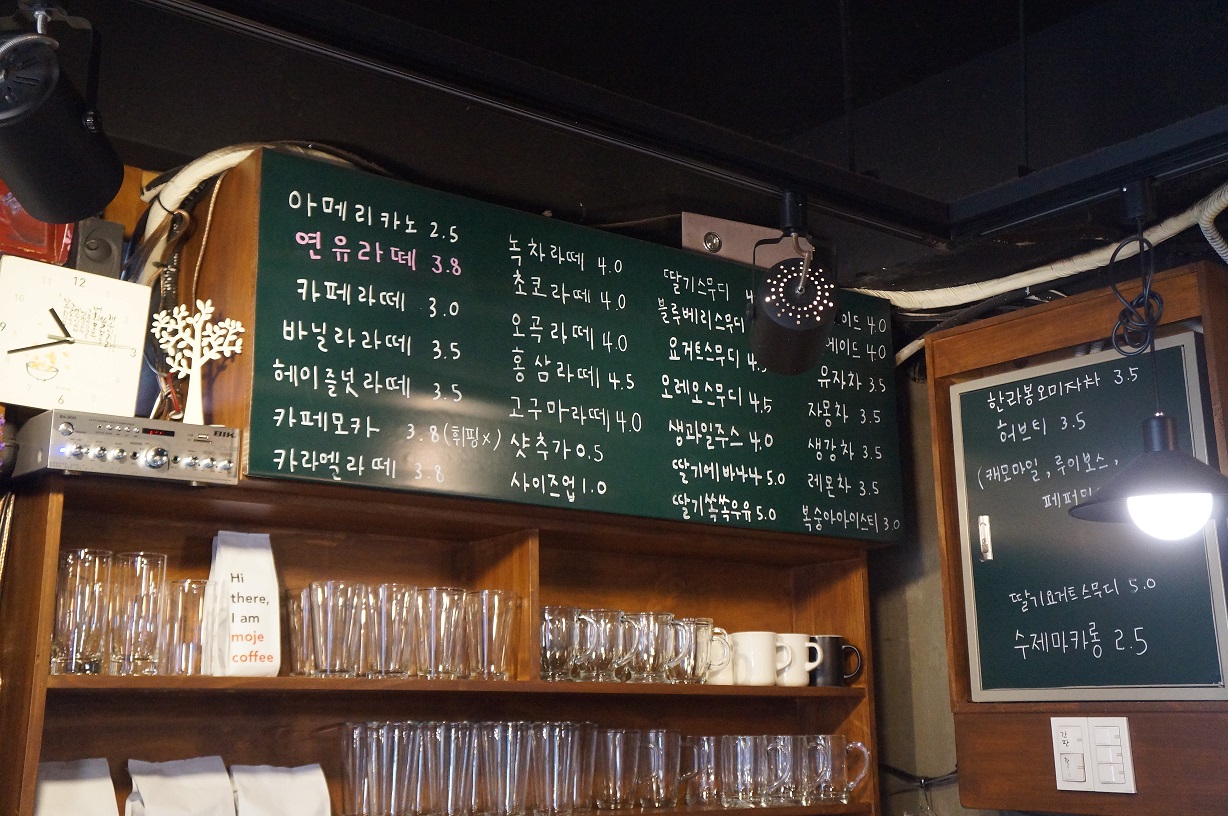 아메리카노 2.5
연유라떼 3.8
카페라떼 3.0
바닐라라떼 3.5
헤이즐넛라떼 3.5
카페모카 3.8(휘핑x)
카라멜라떼 3.8
녹차라떼 4.0
초코라떼 4.0
오곡라떼 4.0
홍삼라떼 4.5
고구마라떼 4.0
샷추가 0.5
사이즈업 1.0
딸기스무디
블루베리스무디
요거트스무디
오레오스무디 4.5
생과일주스 4.0
딸기에바나나 5.0
딸기쏙쏙우유 5.0
4.0
4.0
유자차 3.5
자몽차 3.5
생강차 3.5
레몬차 3.5
복숭아아이스티 3.0
한라봉오미자차 3.5
허브티 3.5
(캐모마일, 루이보스,
딸기요거트스무디 5.0
수제마카롱 2.5
Hi
there,
I am
moje
coffee
12
3
6
9
간판